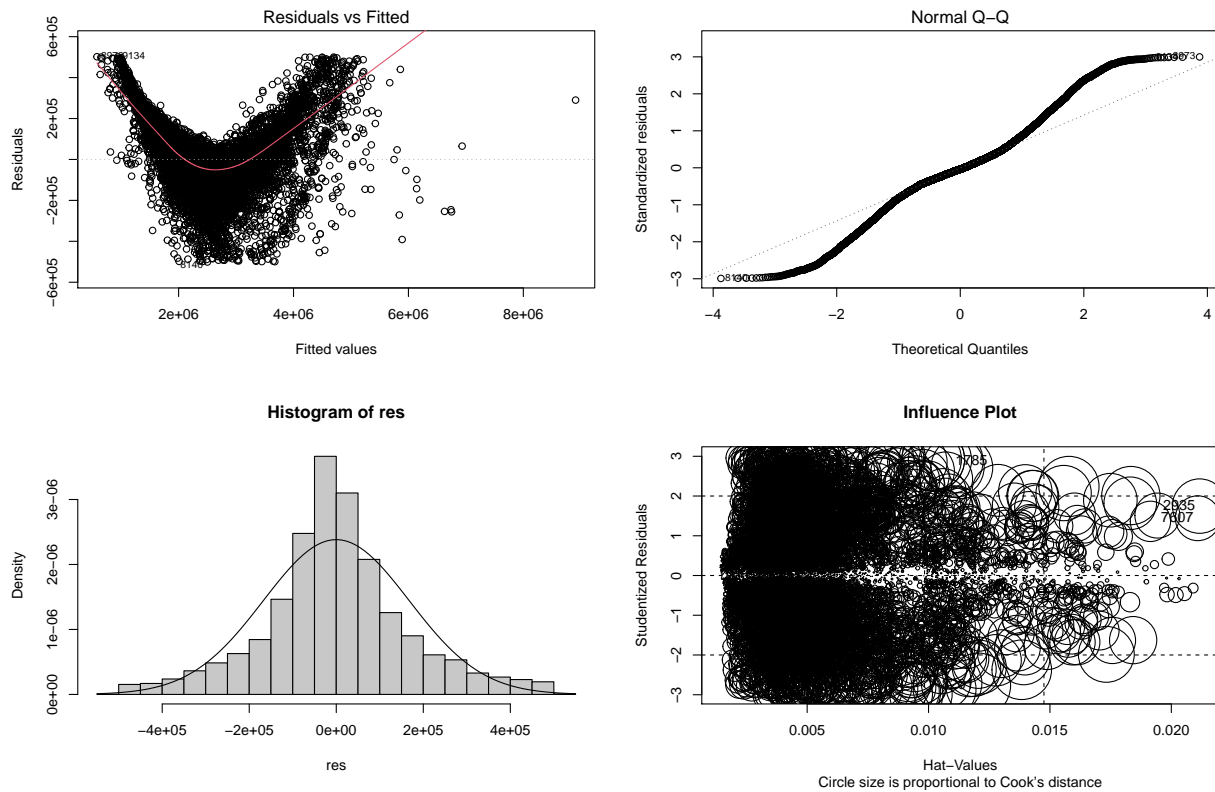 Residuals vs Fitted
Residuals
−6e+05
−2e+05
2e+05
6e+05
8140
2e+06 4e+06 6e+06 8e+06
Fitted values
Normal Q−Q
Standardized residuals
−3
−2
−1
0
1
2
3
8140
−4 −2 0 2 4
Theoretical Quantiles
Histogram of res
Density
0e+00
1e−06
2e−06
3e−06
−4e+05 −2e+05 0e+00 2e+05 4e+05
res
Influence Plot
Studentized Residuals
−3
−2
−1
0
1
2
3
1785
2935
7607
0.005 0.010 0.015 0.020
Hat−Values
Circle size is proportional to Cook's distance